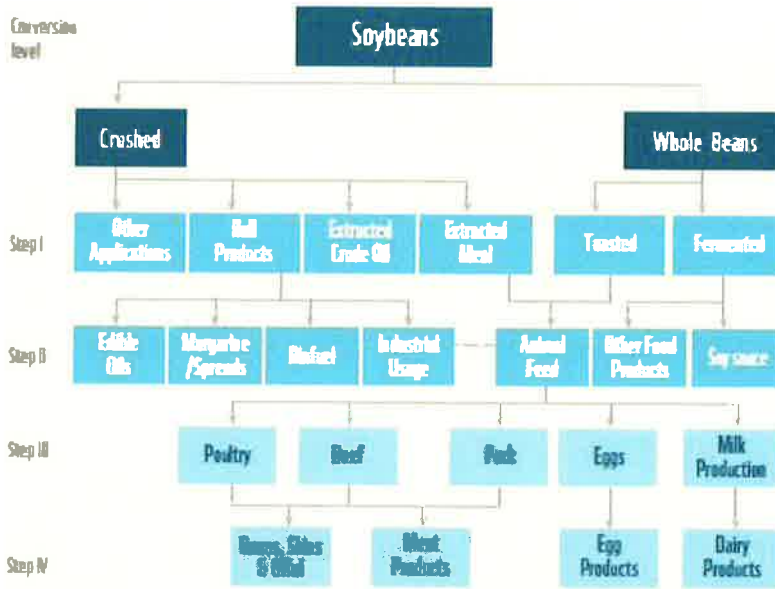 Conversion
level
Soybeans
Crushed
Whole Beans
Step I
Other
Applications
Hull
Products
Extracted
Crude Oil
Extracted
Meal
Toasted
Fermented
Step II
Edible
Oils
Margarine
/Spreads
Biofuel
Industrial
Usage
Animal
Feed
Other Food
Products
Soy sauce
Step III
Poultry
Beef
Pork
Eggs
Milk
Production
Step IV
& Offal
Meat
Products
Egg
Products
Dairy
Products